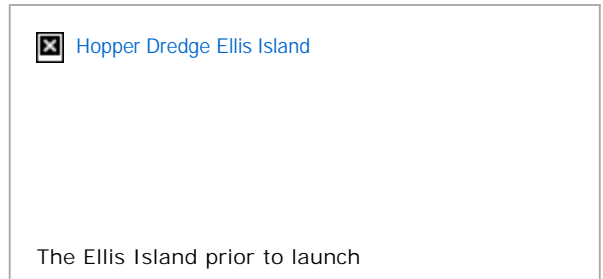 Hopper Dredge Ellis Island
The Ellis Island prior to launch